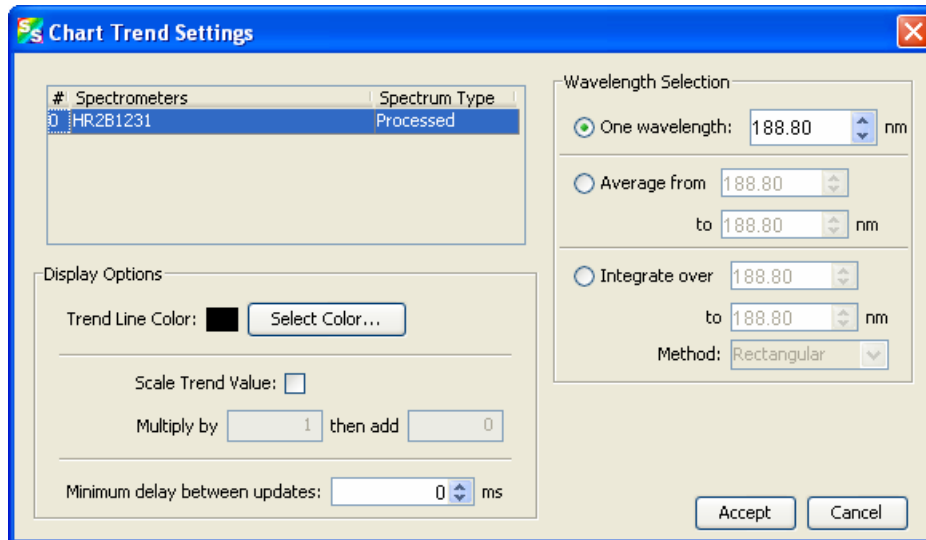 Chart Trend Settings
# Spectrometers Spectrum Type
0 HR2B1231 Processed
Wavelength Selection
One wavelength: 188.80 nm
Average from 188.80
to 188.80 nm
Integrate over 188.80
to 188.80 nm
Method: Rectangular
Display Options
Trend Line Color: Select Color...
Scale Trend Value:
Multiply by 1 then add 0
Minimum delay between updates: 0 ms
Accept Cancel